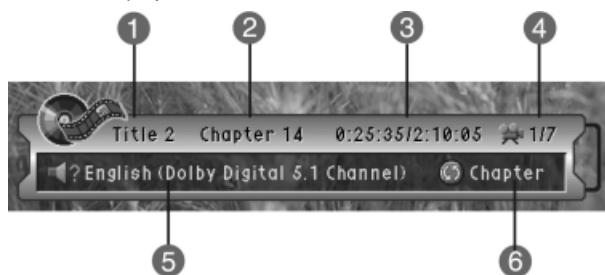 1 2 3 4
Title 2 Chapter 14 0:25:35/2:10:05 1/7
? English (Dolby Digital 5.1 Channel) Chapter
5 6